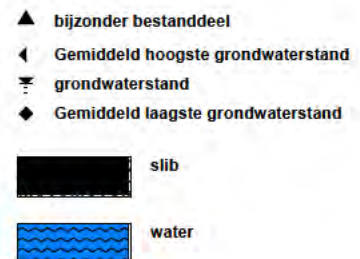 bijzonder bestanddeel
Gemiddeld hoogste grondwaterstand
grondwaterstand
Gemiddeld laagste grondwaterstand
slib
water